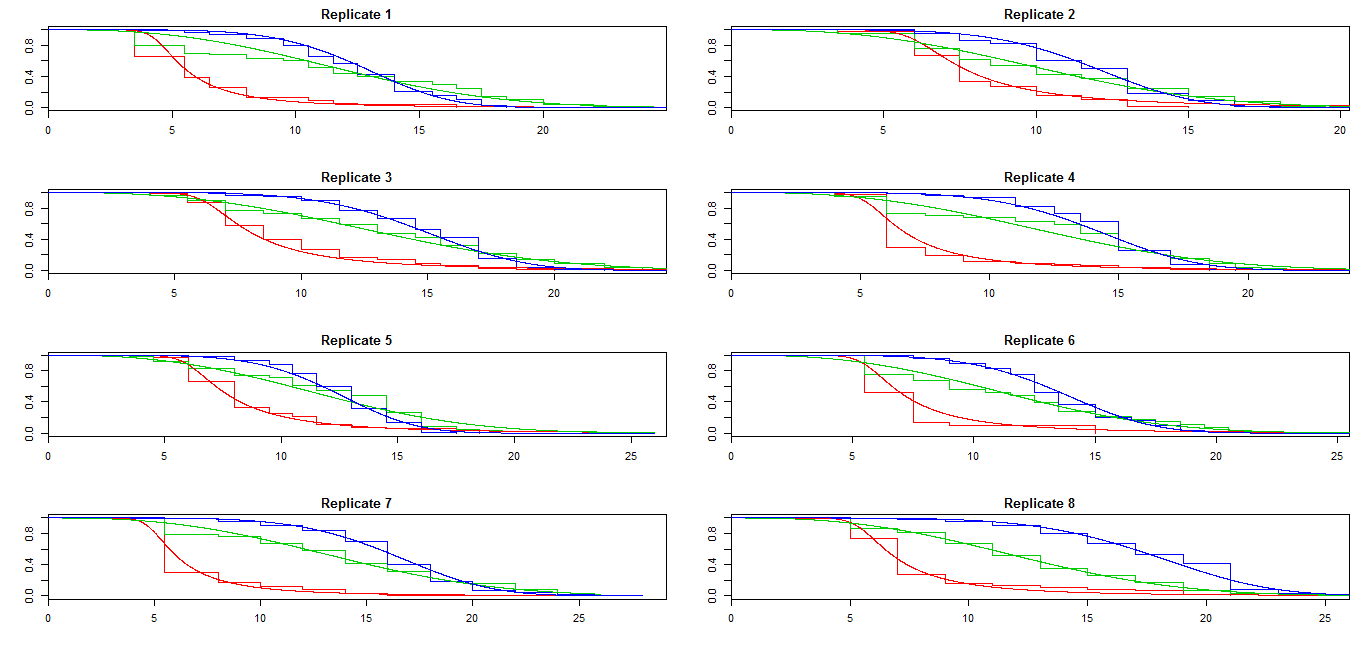 Replicate 1
0.0 0.4 0.8
0 5 10 15 20
Replicate 2
0.0 0.4 0.8
0 5 10 15 20
Replicate 3
0.0 0.4 0.8
0 5 10 15 20
Replicate 4
0.0 0.4 0.8
0 5 10 15 20
Replicate 5
0.0 0.4 0.8
0 5 10 15 20 25
Replicate 6
0.0 0.4 0.8
0 5 10 15 20 25
Replicate 7
0.0 0.4 0.8
0 5 10 15 20 25
Replicate 8
0.0 0.4 0.8
0 5 10 15 20 25